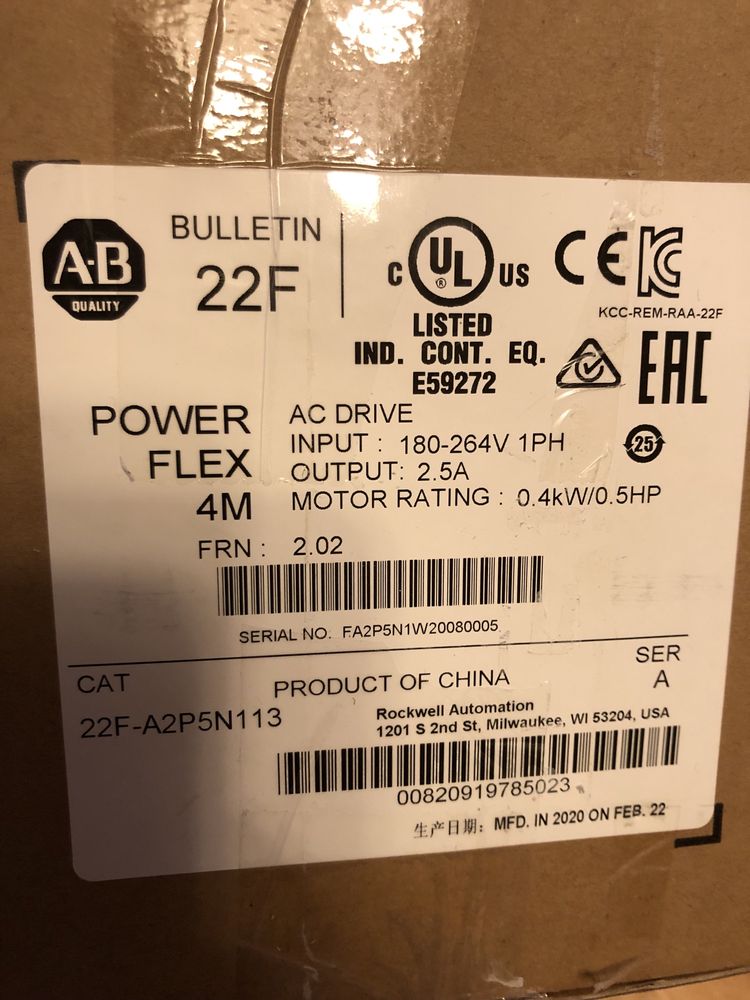 A-B
QUALITY
BULLETIN
22F
C UL® US
LISTED
IND. CONT. EQ.
E59272
CE KC
KCC-REM-RAA-22F
EAC
25
POWER
FLEX
4M
AC DRIVE
INPUT : 180-264V 1PH
OUTPUT: 2.5A
MOTOR RATING : 0.4kW/0.5HP
FRN : 2.02
SERIAL NO. FA2P5N1W20080005
CAT
22F-A2P5N113
PRODUCT OF CHINA
SER
A
Rockwell Automation
1201 S 2nd St, Milwaukee, WI 53204, USA
00820919785023
生产日期: MFD. IN 2020 ON FEB. 22